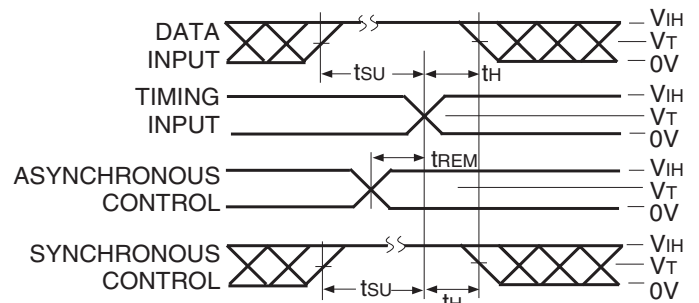 DATA INPUT
tSU
tH
VIH
VT
0V
TIMING INPUT
VIH
VT
0V
tREM
ASYNCHRONOUS CONTROL
VIH
VT
0V
SYNCHRONOUS CONTROL
tSU
tH
VIH
VT
0V